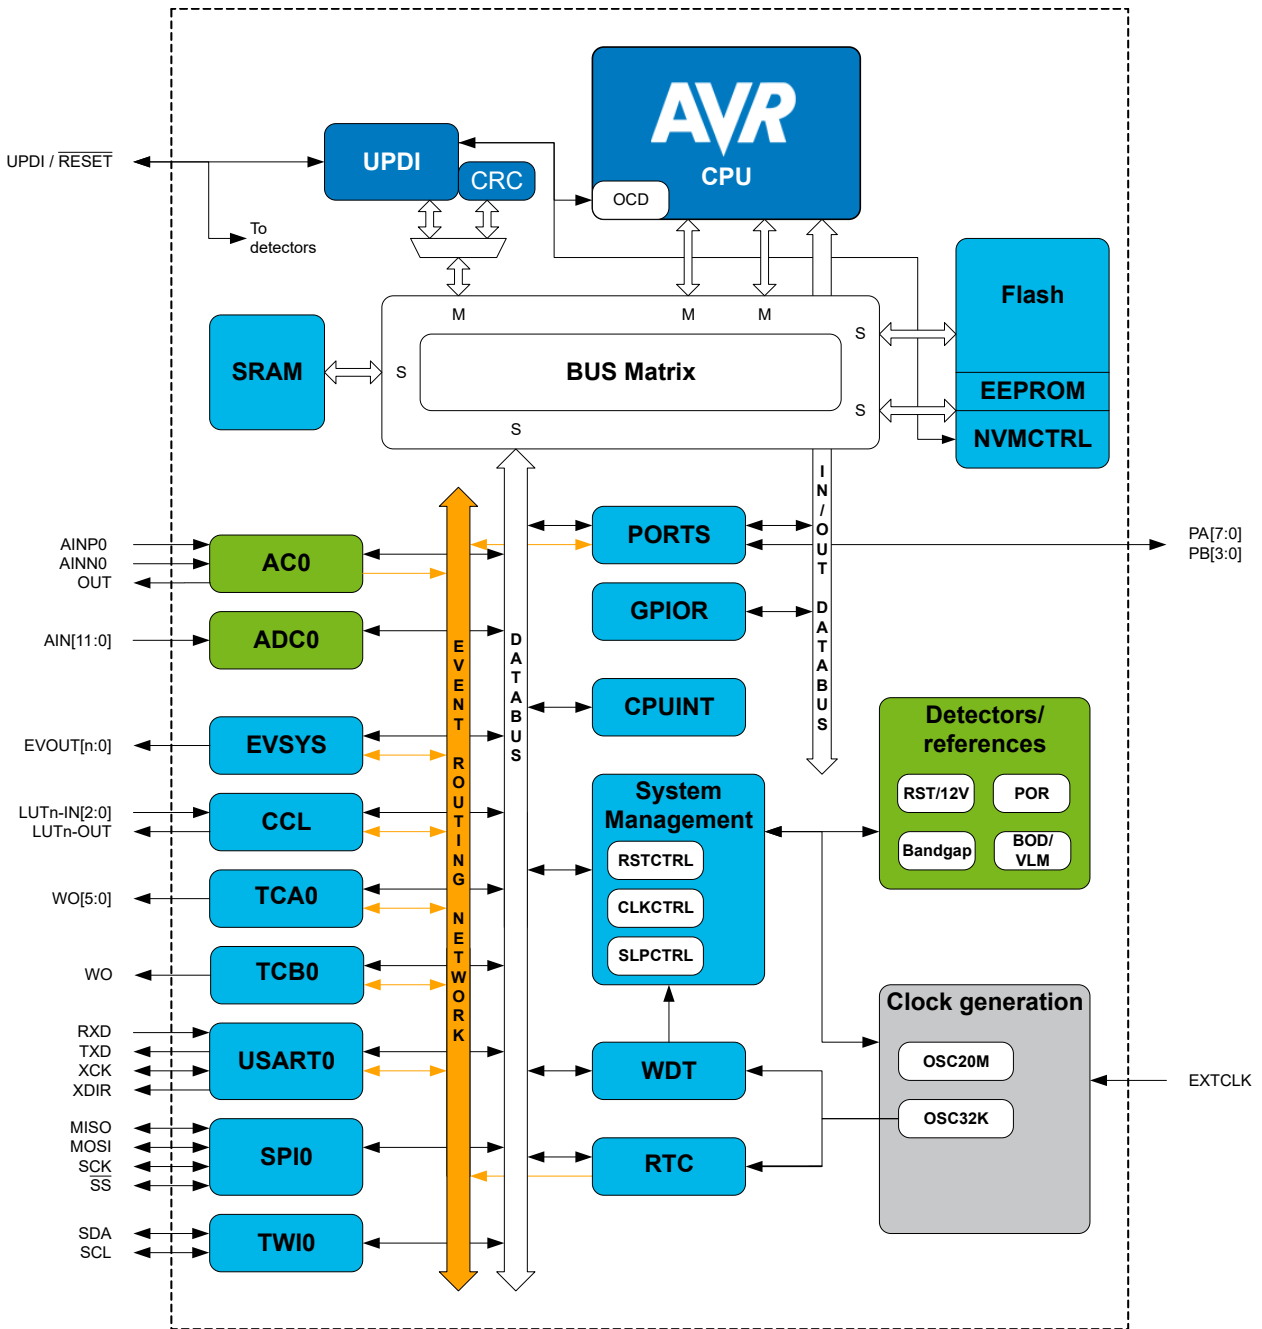 AVR
CPU
OCD
UPDI / RESET
UPDI
CRC
To
detectors
Flash
EEPROM
NVMCTRL
M
M
M
S
S
S
S
SRAM
BUS Matrix
IN/OUT DATABUS
DATABUS
EVENT ROUTING NETWORK
AINP0
AINN0
OUT
AC0
AIN[11:0]
ADC0
EVOUT[n:0]
EVSYS
LUTn-IN[2:0]
LUTn-OUT
CCL
WO[5:0]
TCA0
WO
TCB0
RXD
TXD
XCK
XDIR
USART0
MISO
MOSI
SCK
SS
SPI0
SDA
SCL
TWI0
PORTS
GPIOR
CPUINT
System
Management
RSTCTRL
CLKCTRL
SLPCTRL
WDT
RTC
PA[7:0]
PB[3:0]
Detectors/
references
RST/12V
POR
Bandgap
BOD/
VLM
Clock generation
OSC20M
OSC32K
EXTCLK